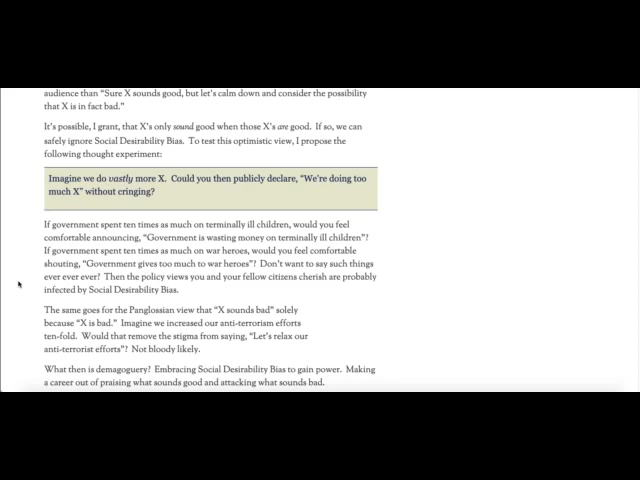 audience than “Sure X sounds good, but let’s calm down and consider the possibility
that X is in fact bad.”
It’s possible, I grant, that X’s only sound good when those X’s are good.  If so, we can
safely ignore Social Desirability Bias.  To test this optimistic view, I propose the
following thought experiment:
Imagine we do vastly more X.  Could you then publicly declare, “We’re doing too
much X” without cringing?
If government spent ten times as much on terminally ill children, would you feel
comfortable announcing, “Government is wasting money on terminally ill children”?
If government spent ten times as much on war heroes, would you feel comfortable
shouting, “Government gives too much to war heroes”?  Don’t want to say such things
ever ever ever?  Then the policy views you and your fellow citizens cherish are probably
infected by Social Desirability Bias.
The same goes for the Panglossian view that “X sounds bad” solely
because “X is bad.”  Imagine we increased our anti-terrorism efforts
ten-fold.  Would that remove the stigma from saying, “Let’s relax our
anti-terrorist efforts”?  Not bloody likely.
What then is demagoguery?  Embracing Social Desirability Bias to gain power.  Making
a career out of praising what sounds good and attacking what sounds bad.